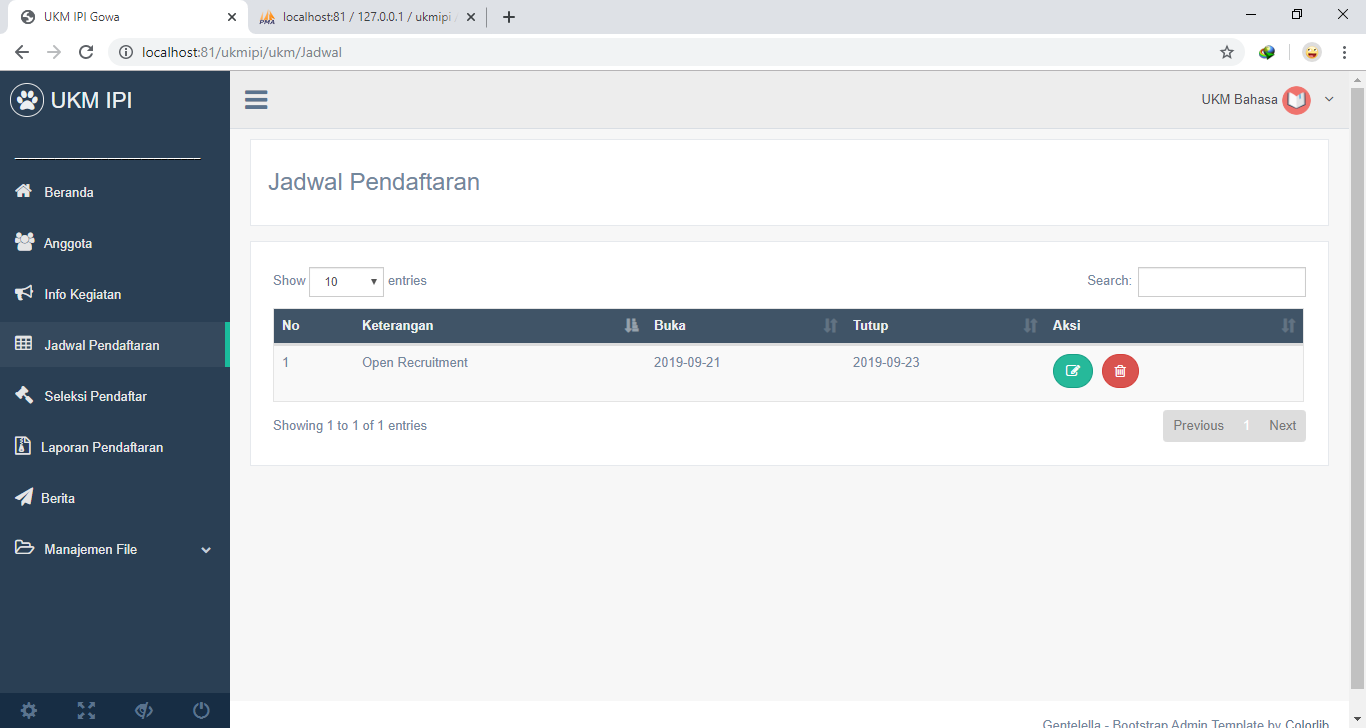 UKM IPI Gowa
localhost:81 / 127.0.0.1 / ukmipi
localhost:81/ukmipi/ukm/Jadwal
UKM IPI
UKM Bahasa
Beranda
Anggota
Info Kegiatan
Jadwal Pendaftaran
Seleksi Pendaftar
Laporan Pendaftaran
Berita
Manajemen File
Jadwal Pendaftaran
Show 10 entries Search:
No Keterangan Buka Tutup Aksi
1 Open Recruitment 2019-09-21 2019-09-23
Showing 1 to 1 of 1 entries Previous 1 Next
Gentelella - Bootstrap Admin Template by Colorlib